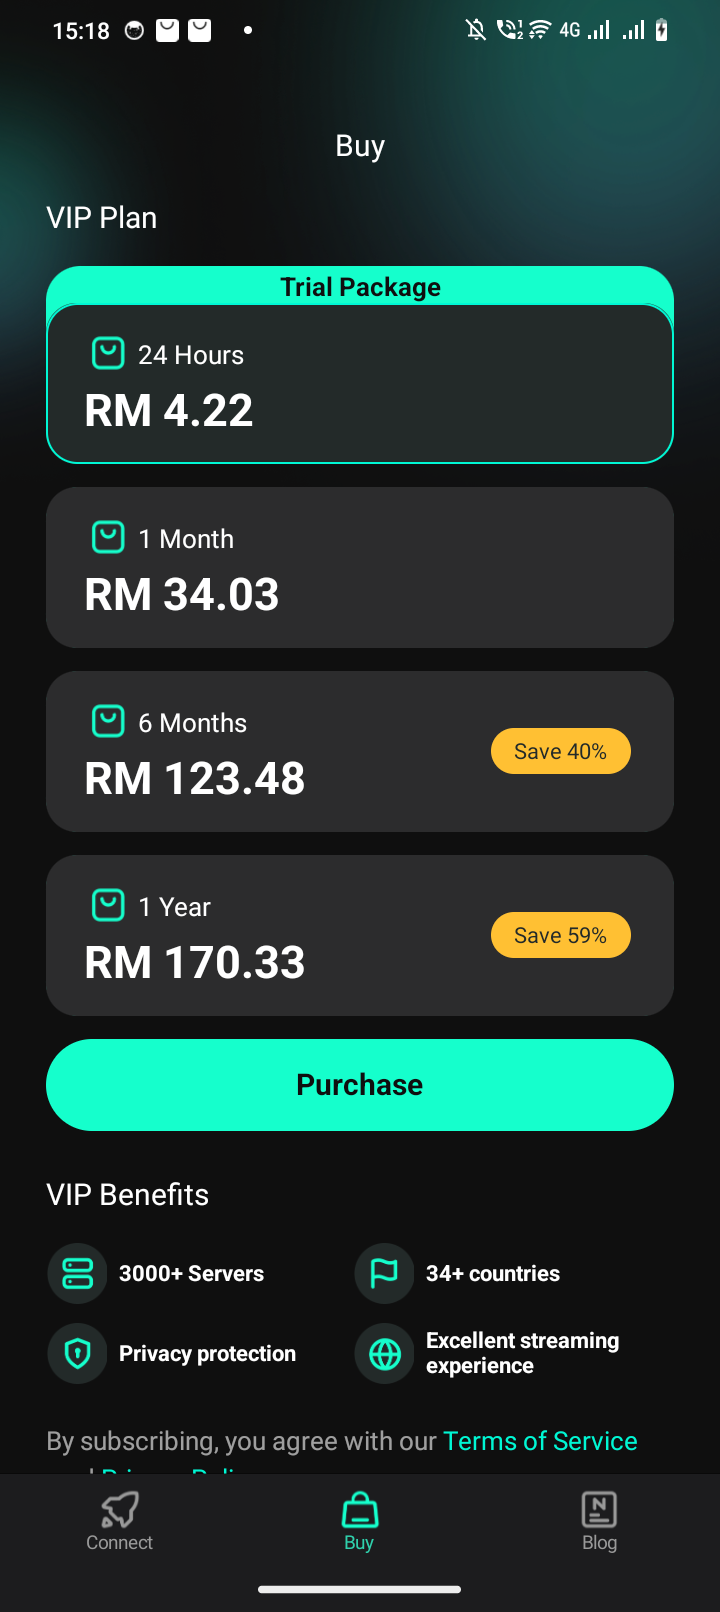 15:18
4G
Buy
VIP Plan
Trial Package
24 Hours
RM 4.22
1 Month
RM 34.03
6 Months
RM 123.48
Save 40%
1 Year
RM 170.33
Save 59%
Purchase
VIP Benefits
3000+ Servers
34+ countries
Privacy protection
Excellent streaming
experience
By subscribing, you agree with our Terms of Service
Connect
Buy
Blog